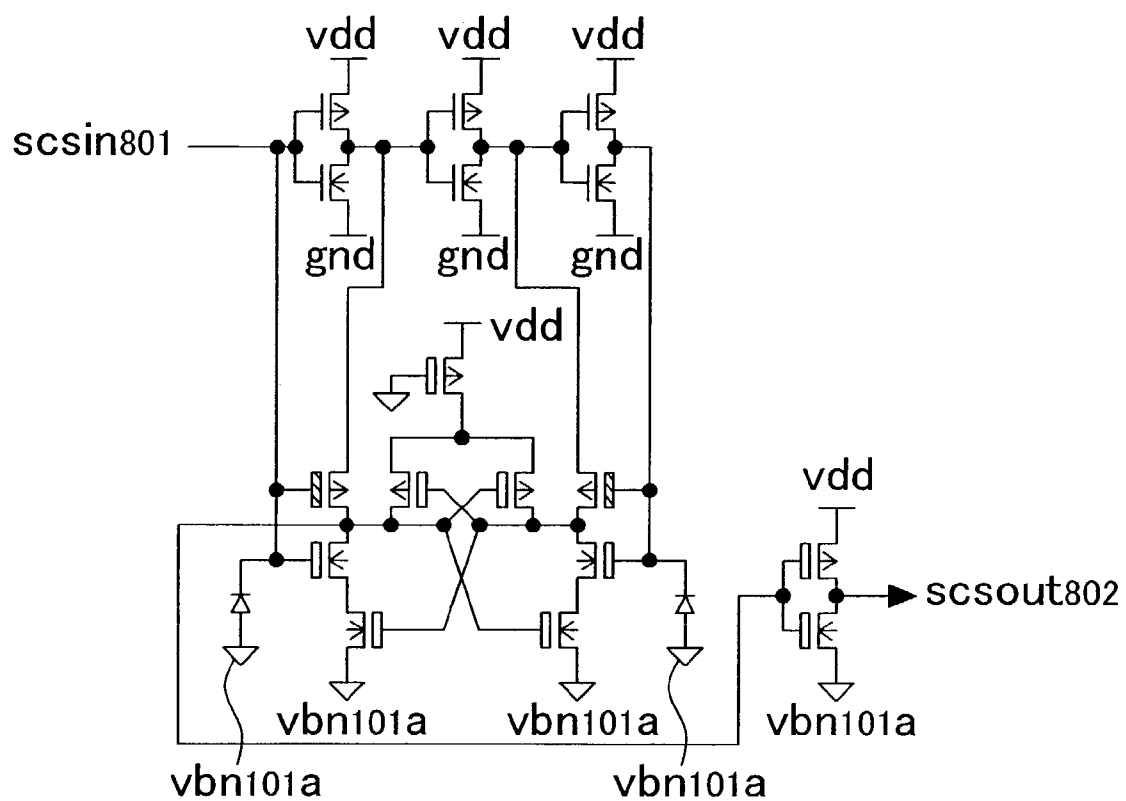 vdd vdd vdd
scsin801
gnd gnd gnd
vdd
vdd
scsout802
vbn101a vbn101a vbn101a
vbn101a vbn101a